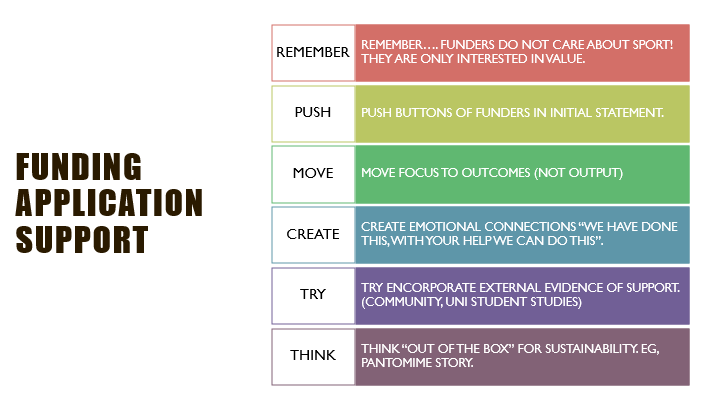 FUNDING
APPLICATION
SUPPORT
REMEMBER
REMEMBER.... FUNDERS DO NOT CARE ABOUT SPORT!
THEY ARE ONLY INTERESTED IN VALUE.
PUSH
PUSH BUTTONS OF FUNDERS IN INITIAL STATEMENT.
MOVE
MOVE FOCUS TO OUTCOMES (NOT OUTPUT)
CREATE
CREATE EMOTIONAL CONNECTIONS “WE HAVE DONE
THIS, WITH YOUR HELP WE CAN DO THIS”.
TRY
TRY ENCORPORATE EXTERNAL EVIDENCE OF SUPPORT.
(COMMUNITY, UNI STUDENT STUDIES)
THINK
THINK “OUT OF THE BOX” FOR SUSTAINABILITY. EG,
PANTOMIME STORY.